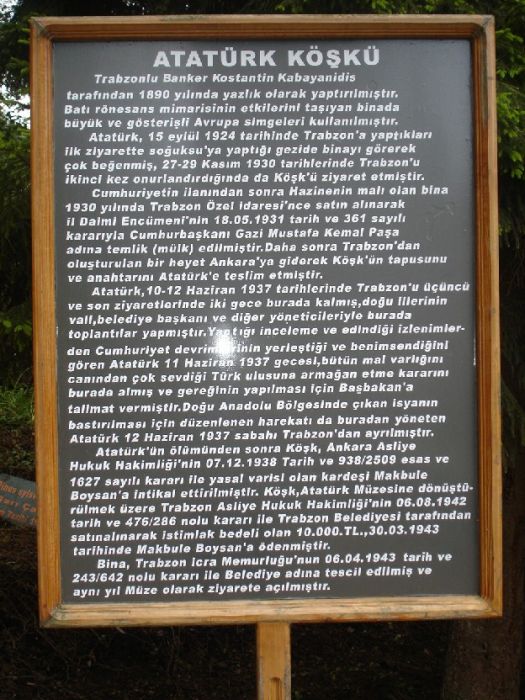 ATATÜRK KÖŞKÜ
Trabzonlu Banker Kostantin Kabayanidis
tarafından 1890 yılında yazlık olarak yaptırılmıştır.
Batı rönesans mimarisinin etkilerini taşıyan binada
büyük ve gösterişli Avrupa simgeleri kullanılmıştır.
Atatürk, 15 eylül 1924 tarihinde Trabzon'a yaptıkları
ilk ziyarette soğuksu'ya yaptığı gezide binayı görerek
çok beğenmiş, 27-29 Kasım 1930 tarihlerinde Trabzon'u
ikinci kez onurlandırdığında da Köşk'ü ziyaret etmiştir.
Cumhuriyetin ilanından sonra Hazinenin malı olan bina
1930 yılında Trabzon Özel idaresi'nce satın alınarak
il Daimi Encümeni'nin 18.05.1931 tarih ve 361 sayılı
kararıyla Cumhurbaşkanı Gazi Mustafa Kemal Paşa
adına temlik (mülk) edilmiştir.Daha sonra Trabzon'dan
oluşturulan bir heyet Ankara'ya giderek Köşk'ün tapusunu
ve anahtarını Atatürk'e teslim etmiştir.
Atatürk,10-12 Haziran 1937 tarihlerinde Trabzon'u üçüncü
ve son ziyaretlerinde iki gece burada kalmış,doğu illerinin
vali,belediye başkanı ve diğer yöneticileriyle burada
toplantılar yapmıştır.Yaptığı inceleme ve edindiği izlenimler-
den Cumhuriyet devrimlerinin yerleştiği ve benimsendiğini
gören Atatürk 11 Haziran 1937 gecesi,bütün mal varlığını
canından çok sevdiği Türk ulusuna armağan etme kararını
burada almış ve gereğinin yapılması için Başbakan'a
talimat vermiştir.Doğu Anadolu Bölgesinde çıkan isyanın
bastırılması için düzenlenen harekatı da buradan yöneten
Atatürk 12 Haziran 1937 sabahı Trabzon'dan ayrılmıştır.
Atatürk'ün ölümünden sonra Köşk, Ankara Asliye
Hukuk Hakimliği'nin 07.12.1938 Tarih ve 938/2509 esas ve
1627 sayılı kararı ile yasal varisi olan kardeşi Makbule
Boysan'a intikal ettirilmiştir. Köşk,Atatürk Müzesine dönüştü-
rülmek üzere Trabzon Asliye Hukuk Hakimliği'nin 06.08.1942
tarih ve 476/286 nolu kararı ile Trabzon Belediyesi tarafından
satınalınarak istimlak bedeli olan 10.000.TL.,30.03.1943
tarihinde Makbule Boysan'a ödenmiştir.
Bina, Trabzon icra Memurluğu'nun 06.04.1943 tarih ve
243/642 nolu kararı ile Belediye adına tescil edilmiş ve
aynı yıl Müze olarak ziyarete açılmıştır.